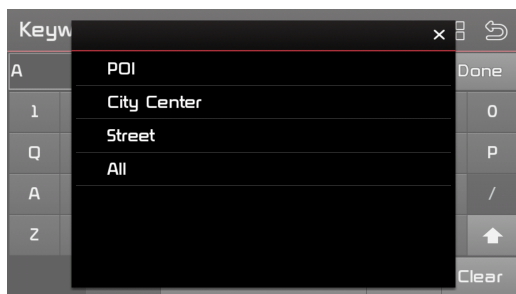 Keyw
A
Done
POI
City Center
Street
All
1
0
Q
P
A
/
Z
Clear